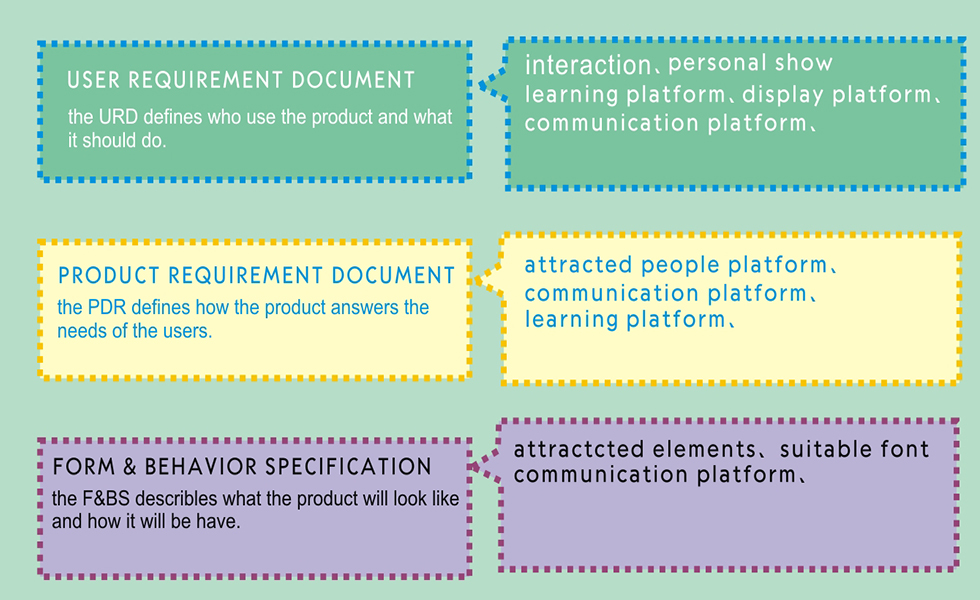 USER REQUIREMENT DOCUMENT
the URD defines who use the product and what
it should do.
interaction、personal show
learning platform、display platform、
communication platform、
PRODUCT REQUIREMENT DOCUMENT
the PDR defines how the product answers the
needs of the users.
attracted people platform、
communication platform、
learning platform、
FORM & BEHAVIOR SPECIFICATION
the F&BS describles what the product will look like
and how it will be have.
attractcted elements、suitable font
communication platform、